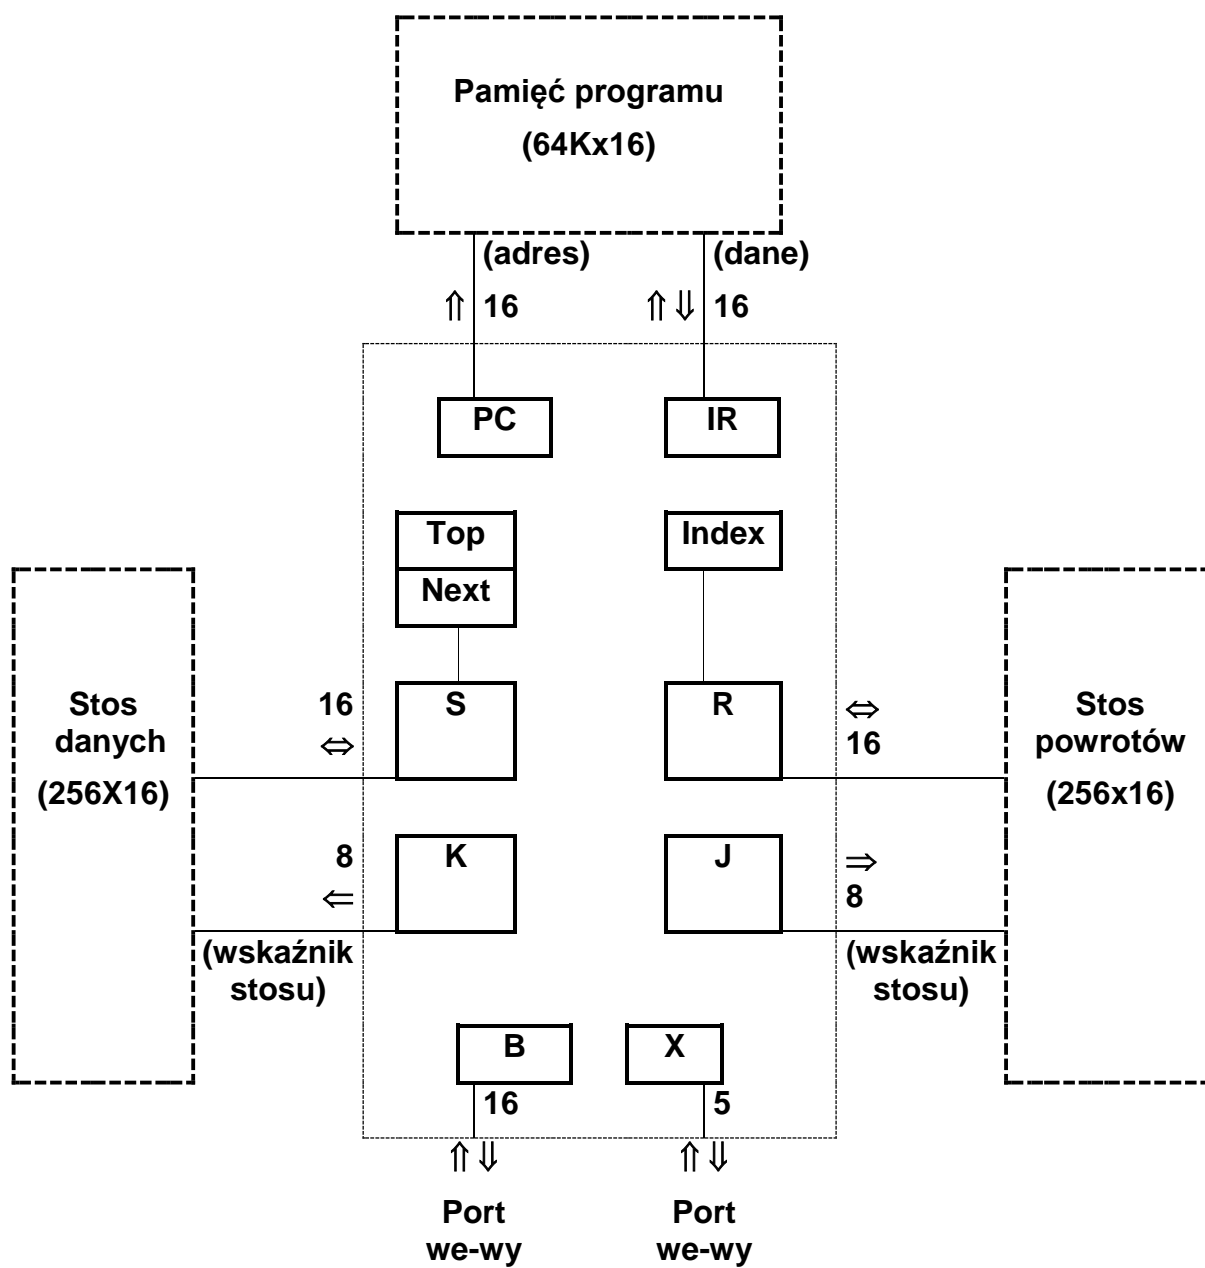 Pamięć programu
(64Kx16)
(adres)
(dane)
⇑ 16
⇑ ⇓ 16
PC
IR
Top
Index
Next
Stos
danych
(256X16)
16
⇔
S
R
⇔
16
Stos
powrotów
(256x16)
8
⇐
K
J
⇒
8
(wskaźnik
stosu)
(wskaźnik
stosu)
B
X
16
5
⇑ ⇓
⇑ ⇓
Port
we-wy
Port
we-wy